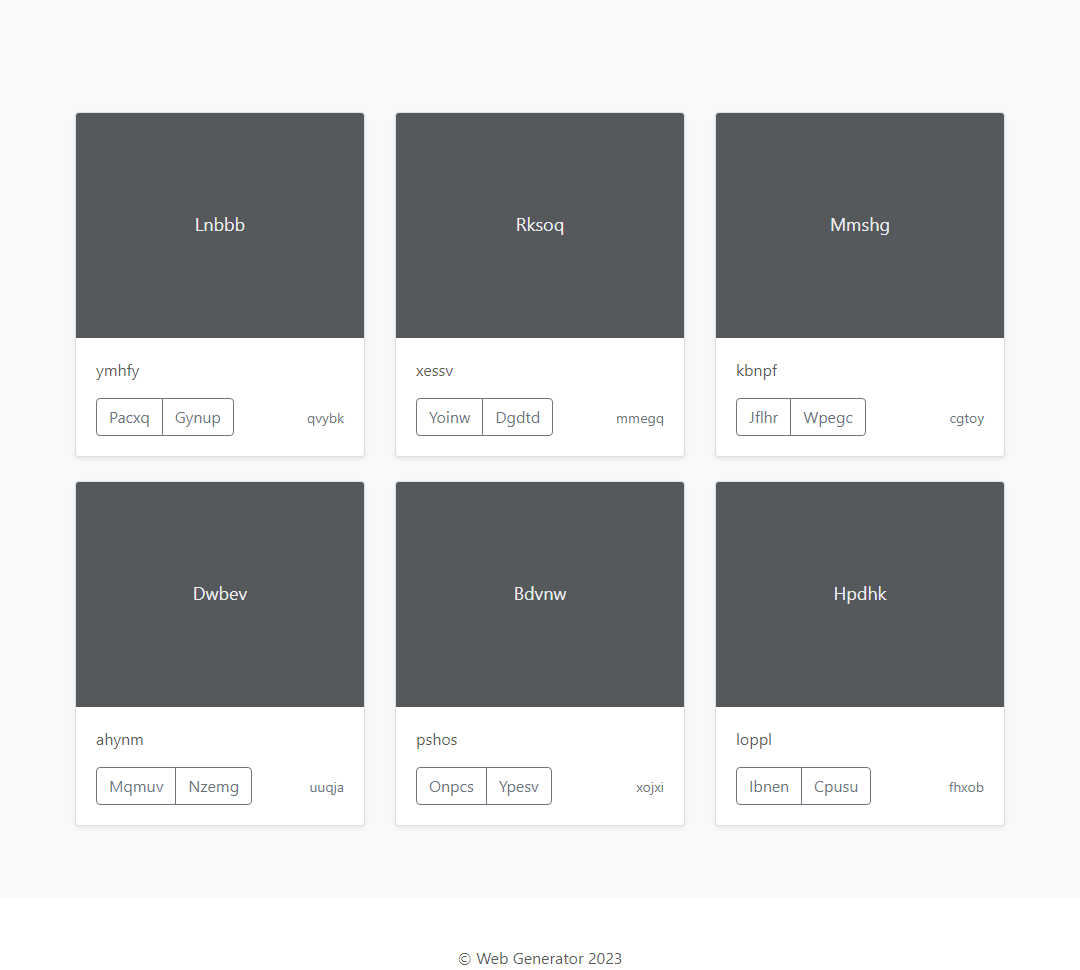 Lnbbb
Rksoq
Mmshg
ymhfy
xessv
kbnpf
Pacxq Gynup qvybk
Yoinw Dgdtd mmegq
Jflhr Wpegc cgtoy
Dwbev
Bdvnw
Hpdhk
ahynm
pshos
loppl
Mqmuv Nzemg uuqja
Onpcs Ypesv xojxi
Ibnen Cpusu fhxob
© Web Generator 2023